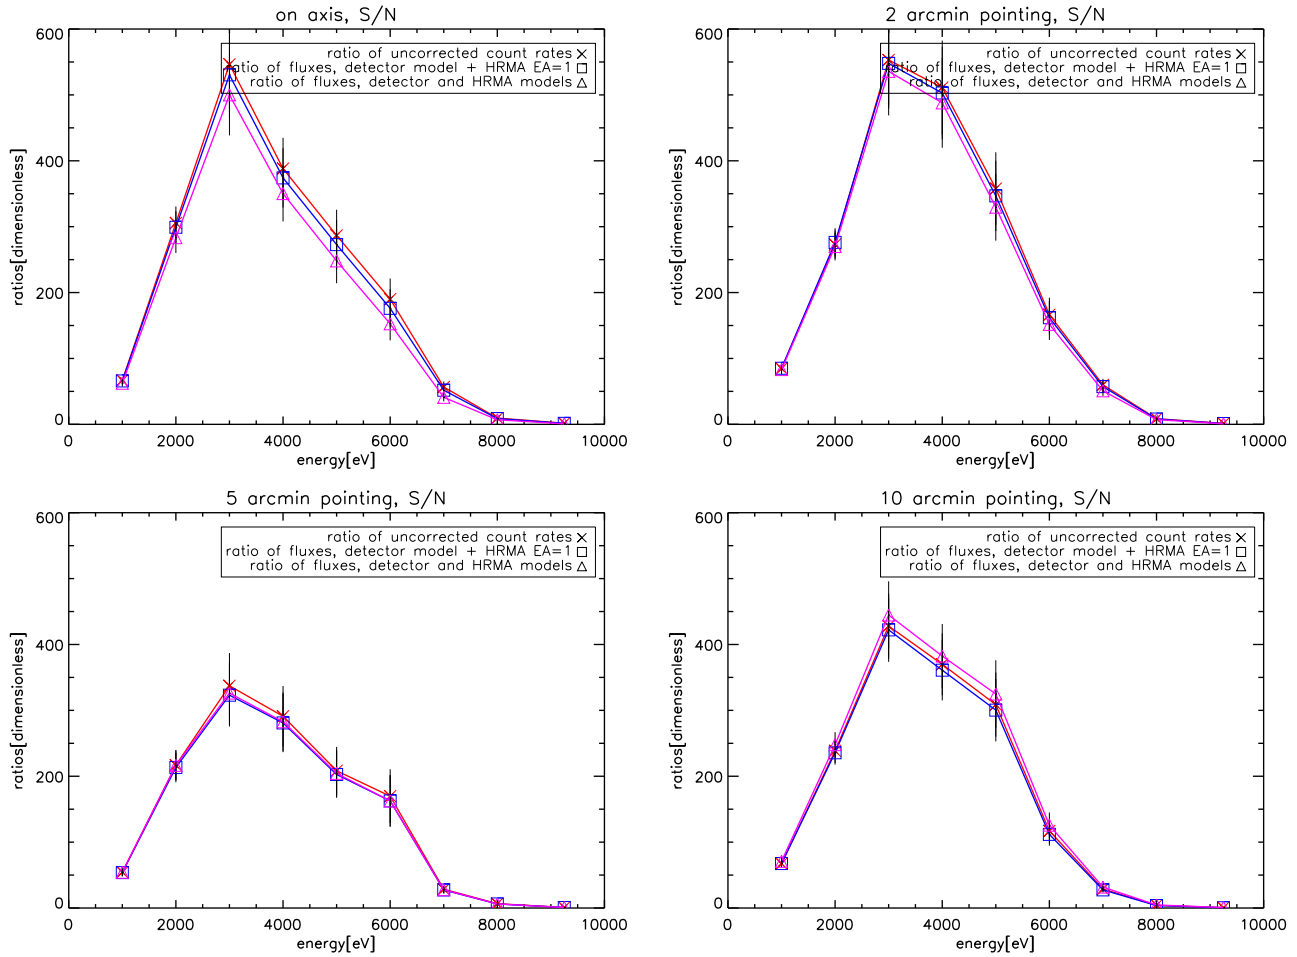 on axis, S/N
600
400
200
0
ratios[dimensionless]
ratio of uncorrected count rates
ratio of fluxes, detector model + HRMA EA=1
ratio of fluxes, detector and HRMA models
0 2000 4000 6000 8000 10000
energy[eV]
2 arcmin pointing, S/N
600
400
200
0
ratios[dimensionless]
ratio of uncorrected count rates
ratio of fluxes, detector model + HRMA EA=1
ratio of fluxes, detector and HRMA models
0 2000 4000 6000 8000 10000
energy[eV]
5 arcmin pointing, S/N
600
400
200
0
ratios[dimensionless]
ratio of uncorrected count rates
ratio of fluxes, detector model + HRMA EA=1
ratio of fluxes, detector and HRMA models
0 2000 4000 6000 8000 10000
energy[eV]
10 arcmin pointing, S/N
600
400
200
0
ratios[dimensionless]
ratio of uncorrected count rates
ratio of fluxes, detector model + HRMA EA=1
ratio of fluxes, detector and HRMA models
0 2000 4000 6000 8000 10000
energy[eV]